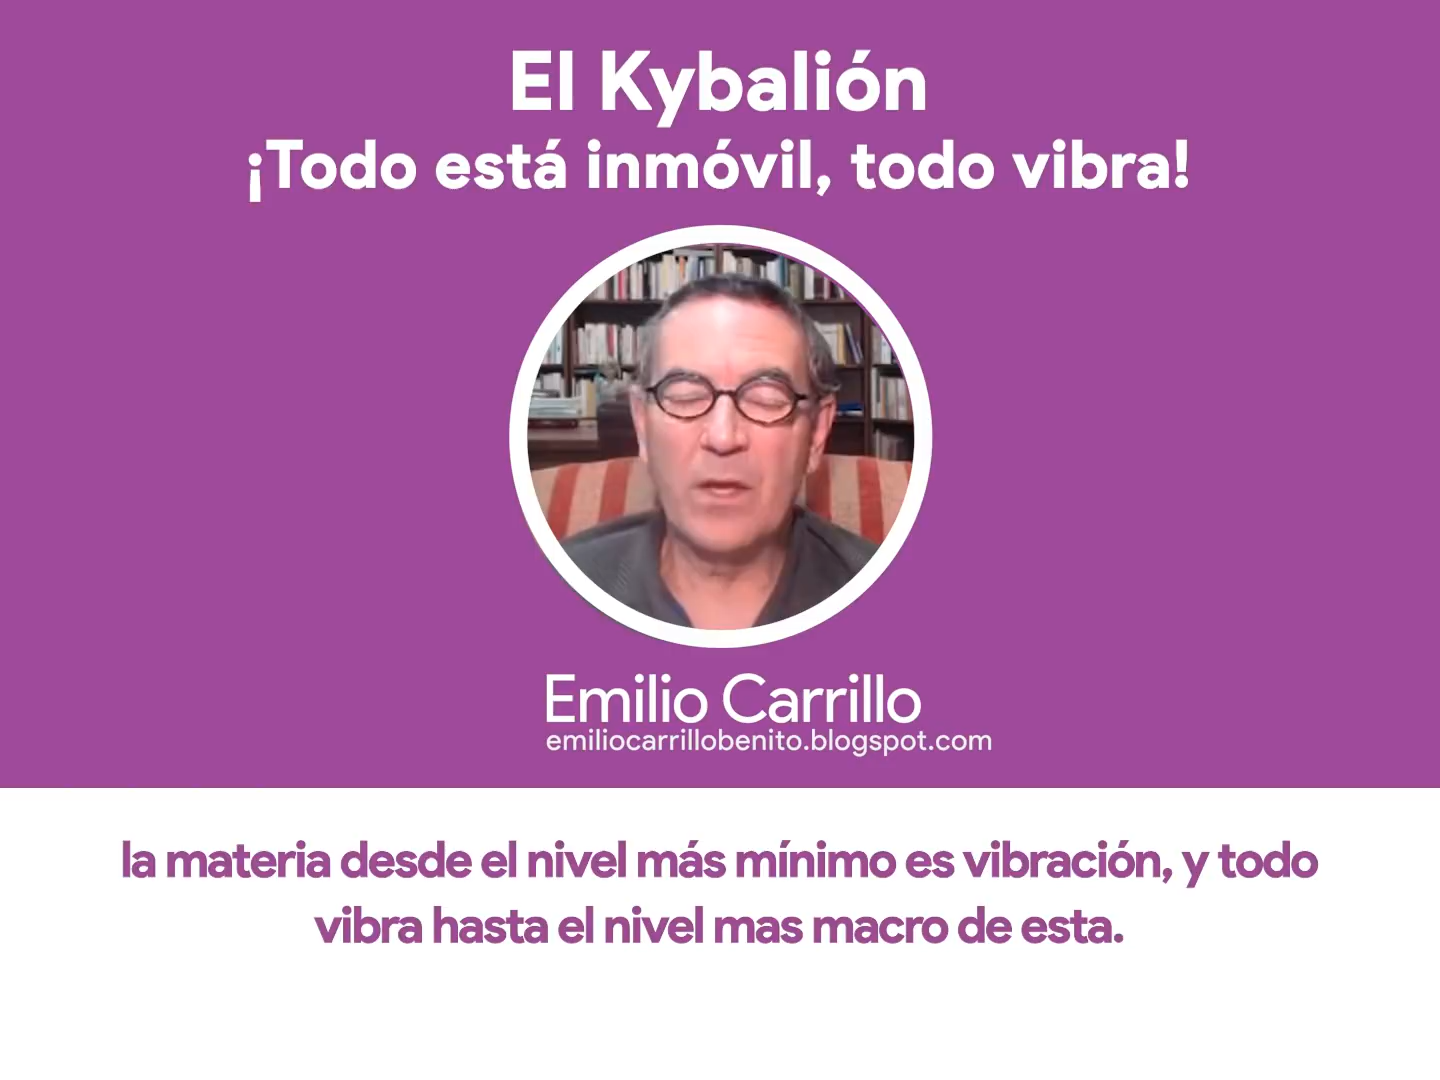 El Kybalión
¡Todo está inmóvil, todo vibra!
Emilio Carrillo
emiliocarrillobenito.blogspot.com
la materia desde el nivel más mínimo es vibración, y todo
vibra hasta el nivel mas macro de esta.